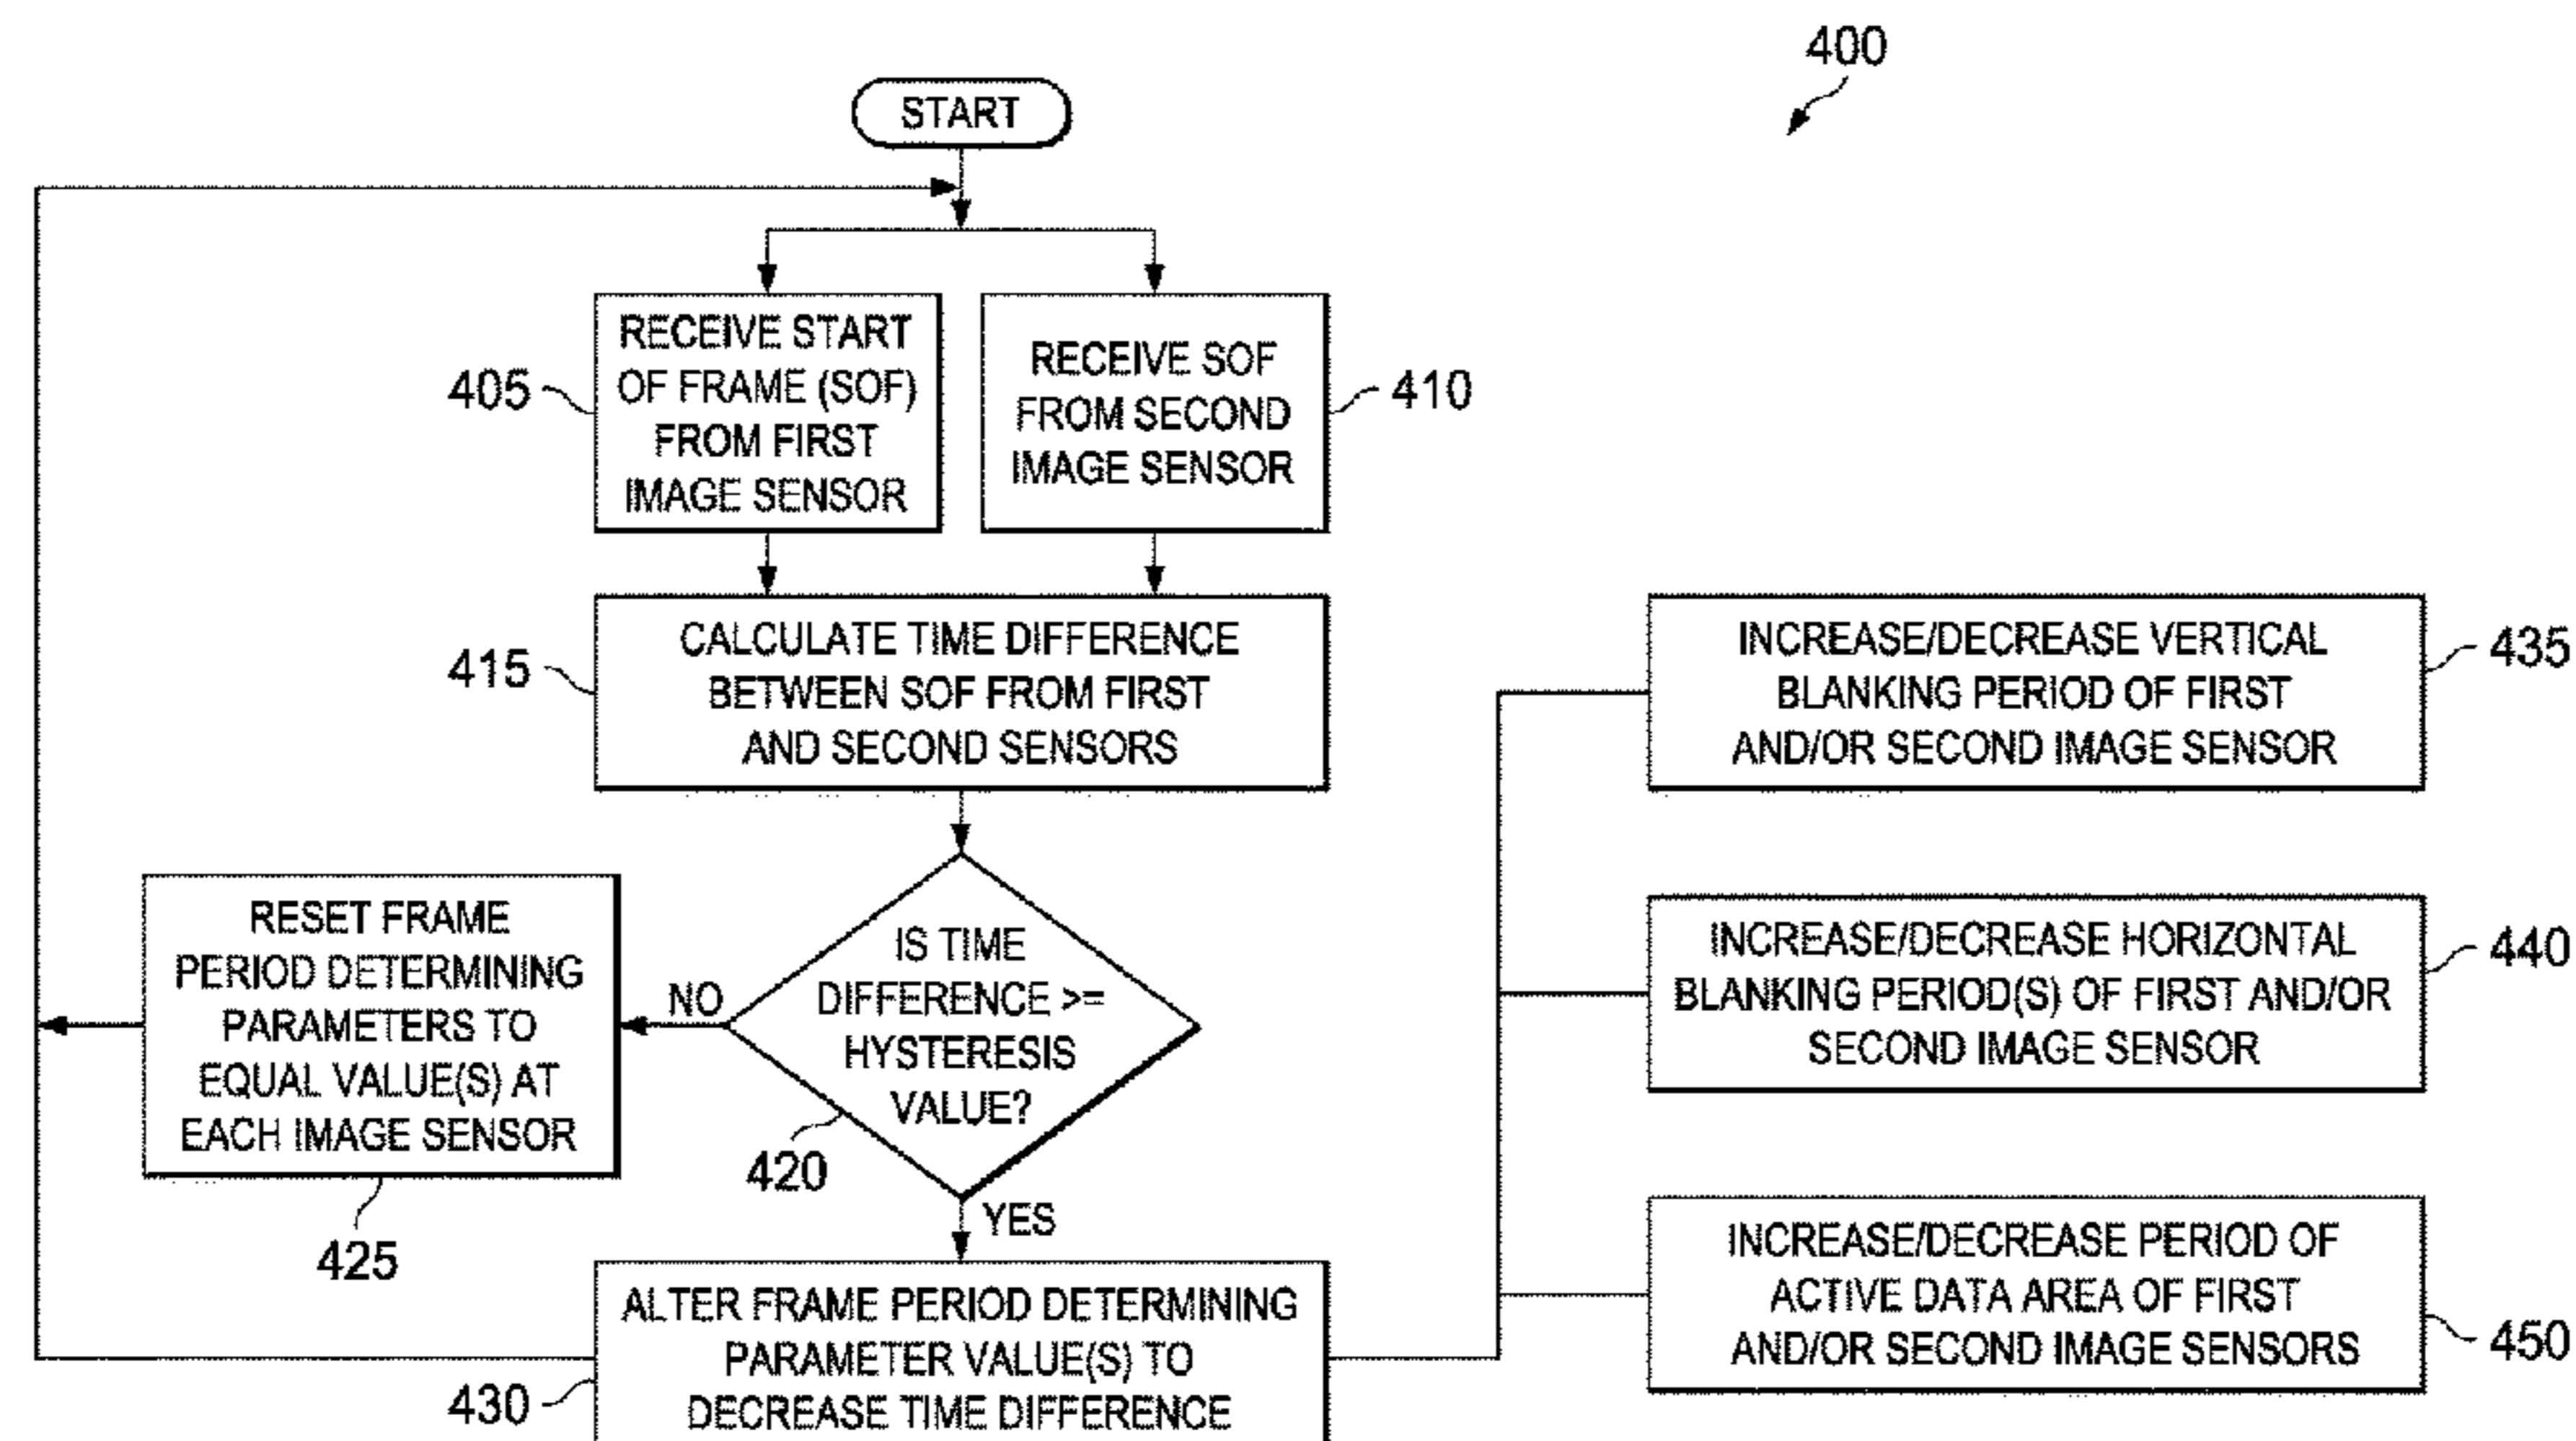 400
START
RECEIVE START
OF FRAME (SOF)
FROM FIRST
IMAGE SENSOR
405
RECEIVE SOF
FROM SECOND
IMAGE SENSOR
410
CALCULATE TIME DIFFERENCE
BETWEEN SOF FROM FIRST
AND SECOND SENSORS
415
IS TIME
DIFFERENCE >=
HYSTERESIS
VALUE?
420
NO
RESET FRAME
PERIOD DETERMINING
PARAMETERS TO
EQUAL VALUE(S) AT
EACH IMAGE SENSOR
425
YES
ALTER FRAME PERIOD DETERMINING
PARAMETER VALUE(S) TO
DECREASE TIME DIFFERENCE
430
INCREASE/DECREASE VERTICAL
BLANKING PERIOD OF FIRST
AND/OR SECOND IMAGE SENSOR
435
INCREASE/DECREASE HORIZONTAL
BLANKING PERIOD(S) OF FIRST AND/OR
SECOND IMAGE SENSOR
440
INCREASE/DECREASE PERIOD OF
ACTIVE DATA AREA OF FIRST
AND/OR SECOND IMAGE SENSORS
450